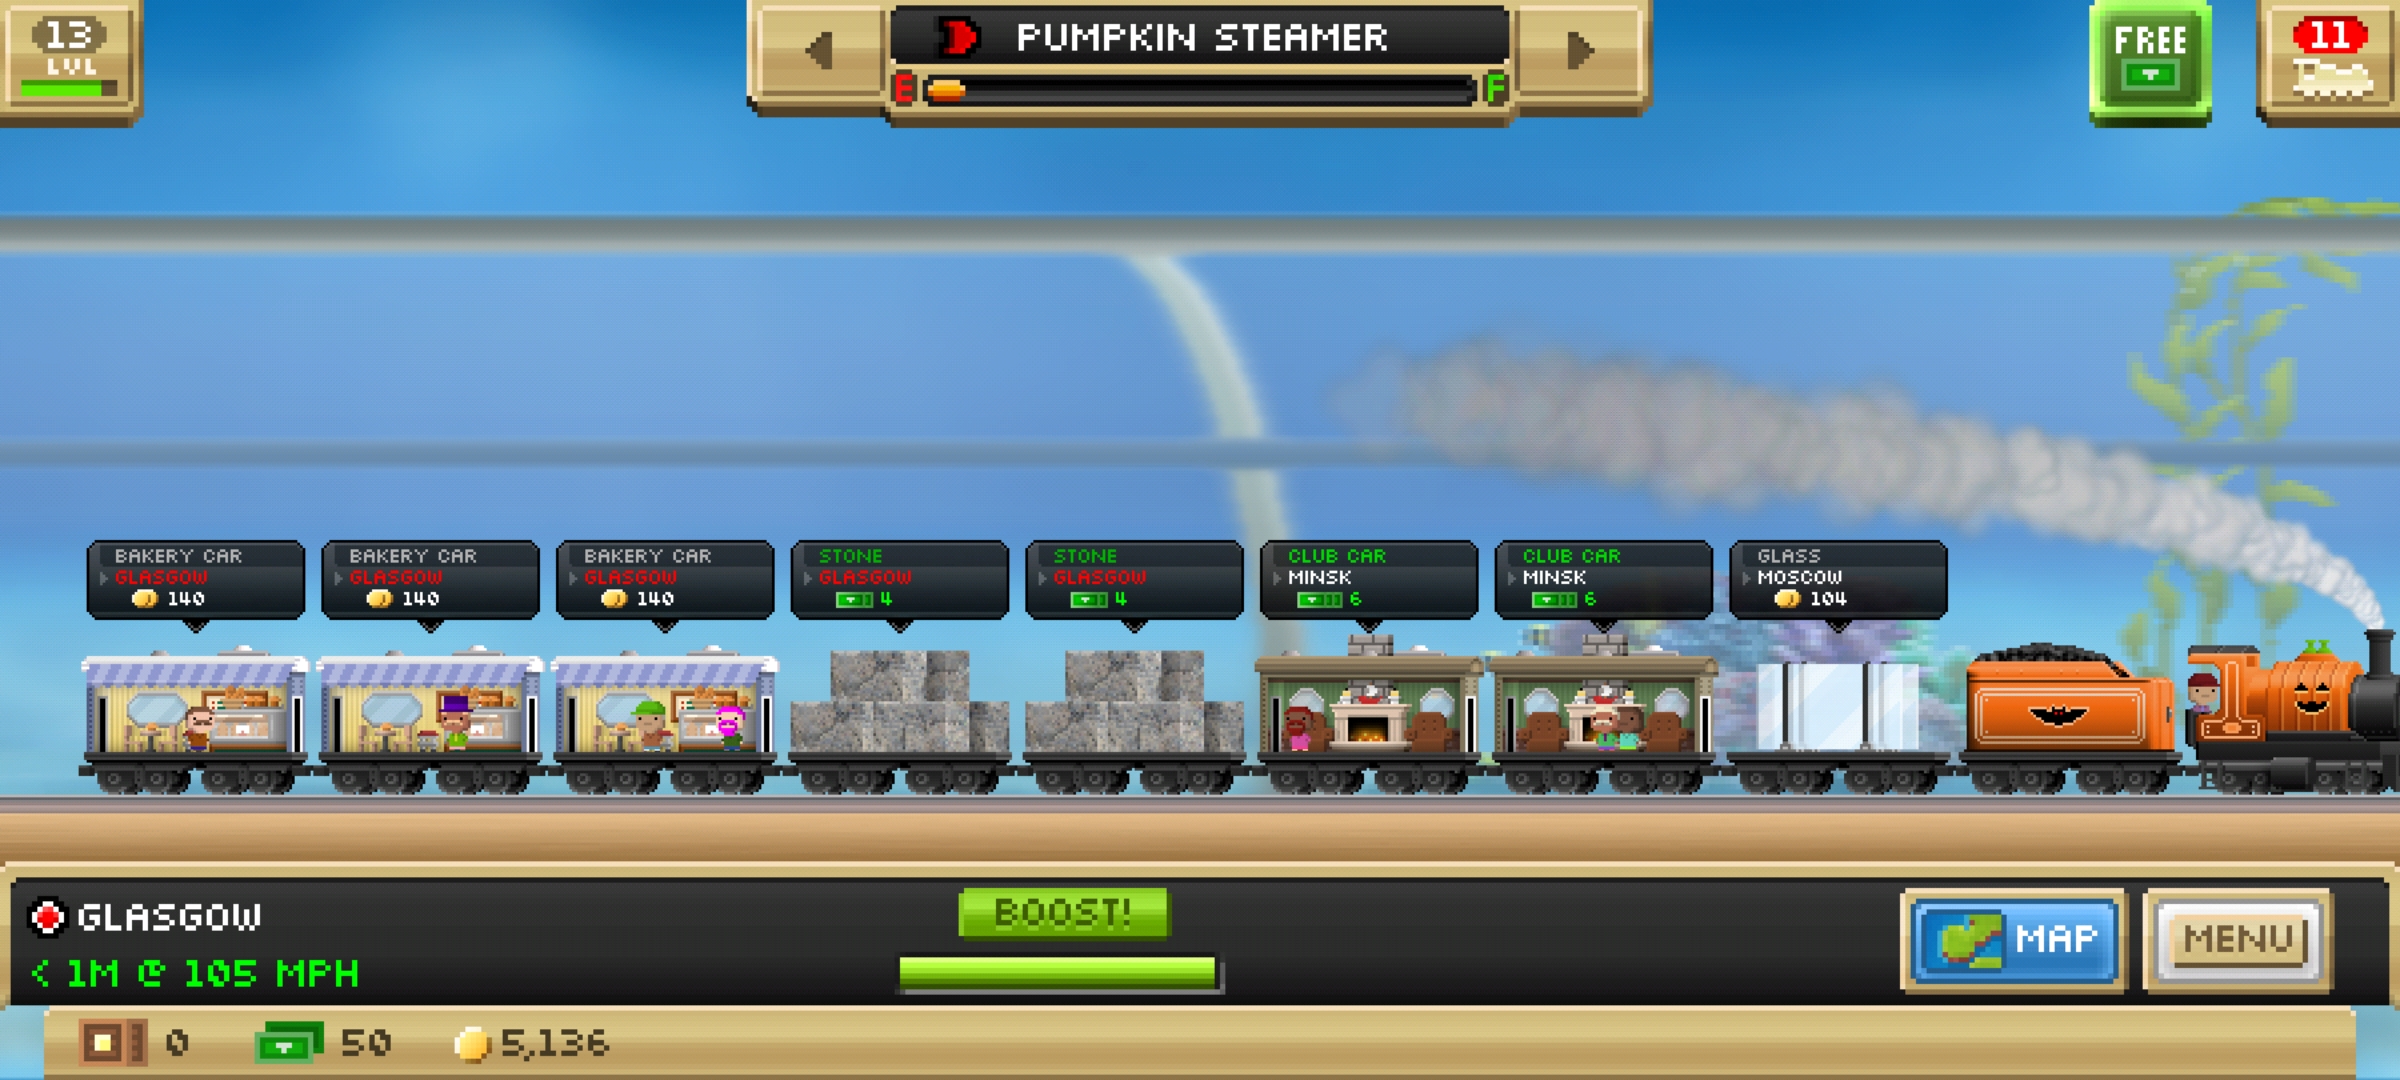 13
LVL
PUMPKIN STEAMER
E F
FREE
11
BAKERY CAR
GLASGOW
140
BAKERY CAR
GLASGOW
140
BAKERY CAR
GLASGOW
140
STONE
GLASGOW
4
STONE
GLASGOW
4
CLUB CAR
MINSK
6
CLUB CAR
MINSK
6
GLASS
MOSCOW
104
GLASGOW
< 1M @ 105 MPH
BOOST!
MAP
MENU
0
50
5,136